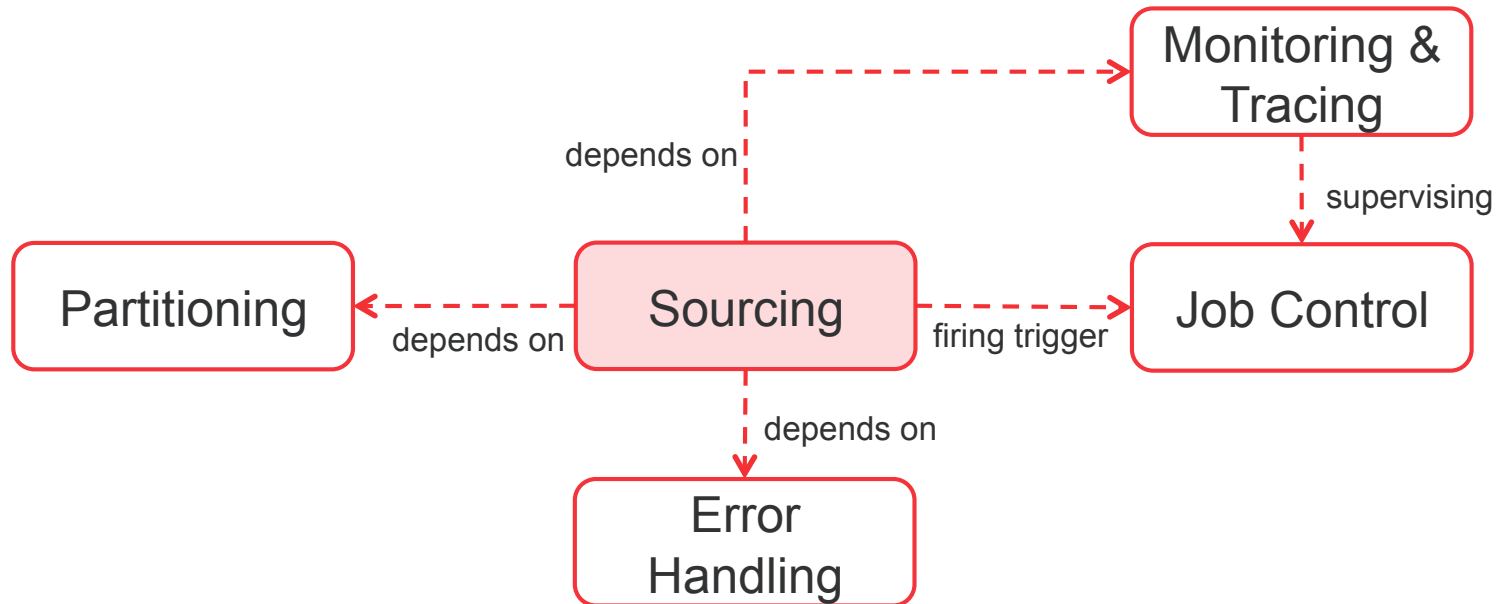 Monitoring &
Tracing
depends on
supervising
Partitioning
Sourcing
Job Control
depends on
firing trigger
depends on
Error
Handling